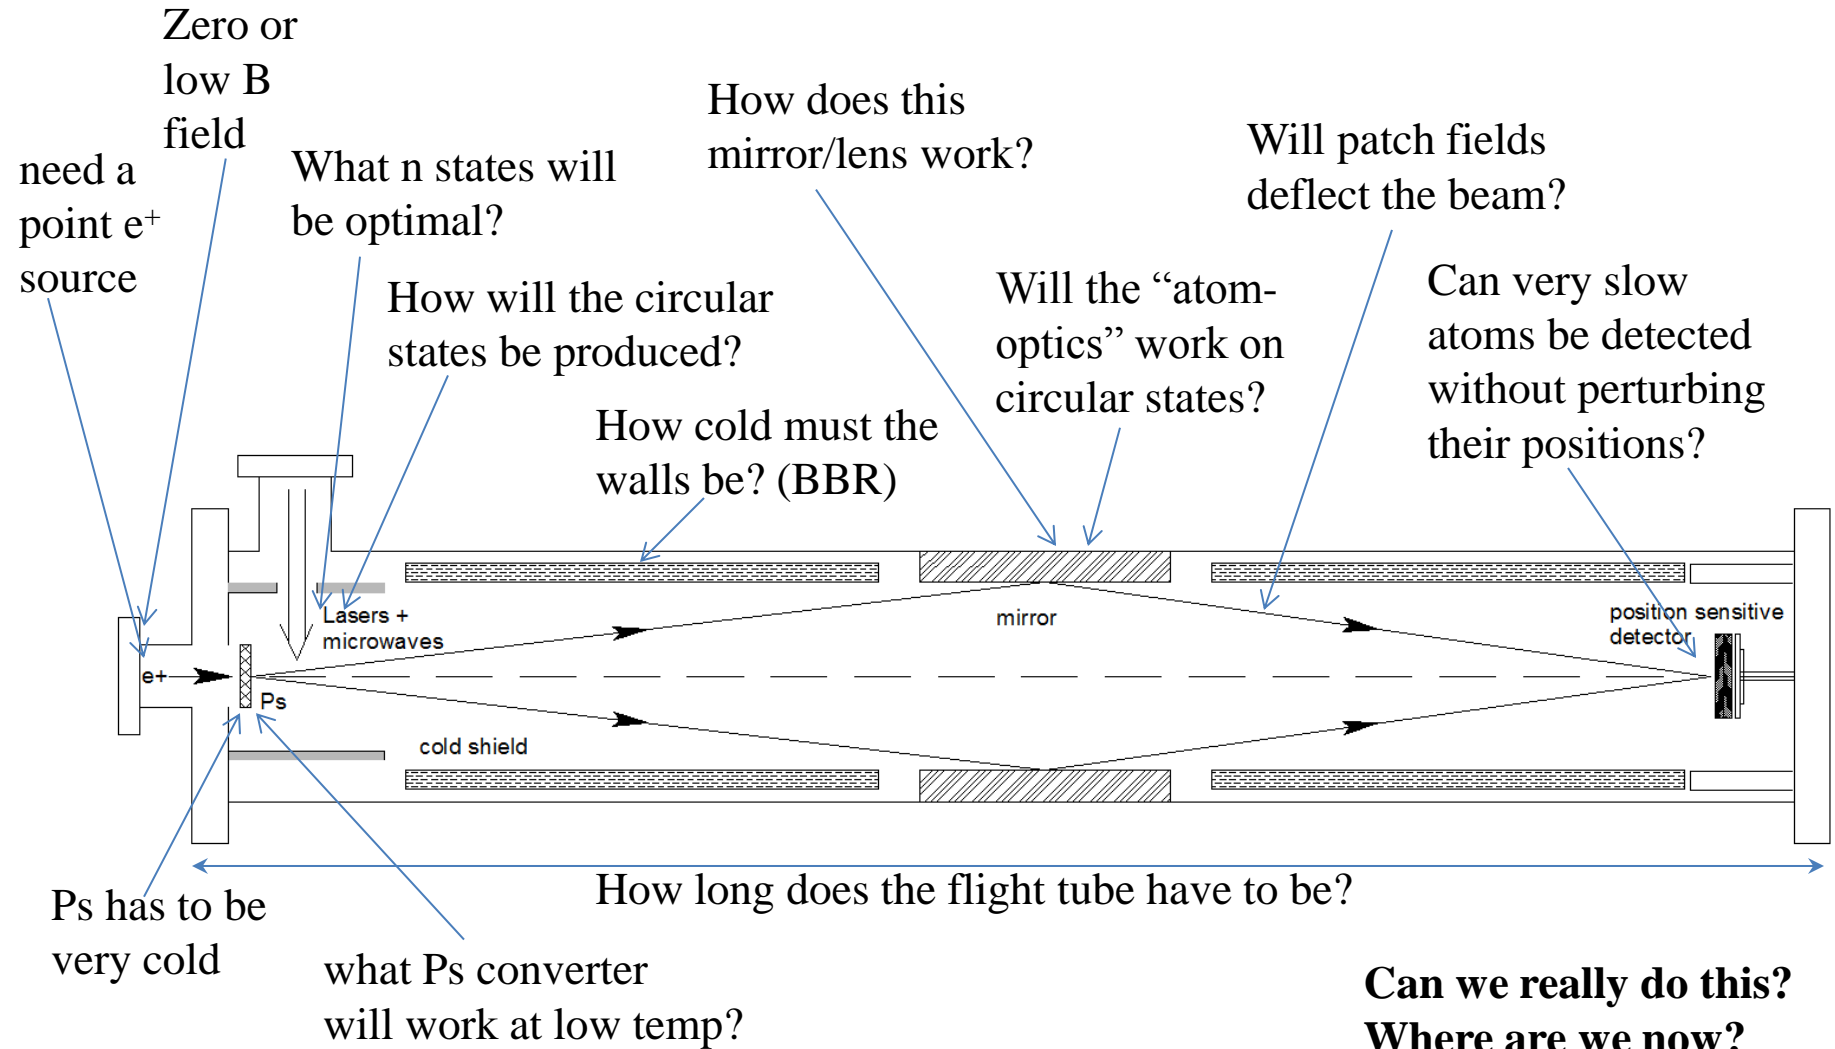 Zero or
low B
field
need a
point e⁺
source
What n states will
be optimal?
How will the circular
states be produced?
How does this
mirror/lens work?
Will patch fields
deflect the beam?
Will the “atom-
optics” work on
circular states?
Can very slow
atoms be detected
without perturbing
their positions?
How cold must the
walls be? (BBR)
Lasers +
microwaves
mirror
position sensitive
detector
e+
Ps
cold shield
How long does the flight tube have to be?
Ps has to be
very cold
what Ps converter
will work at low temp?
Can we really do this?
Where are we now?